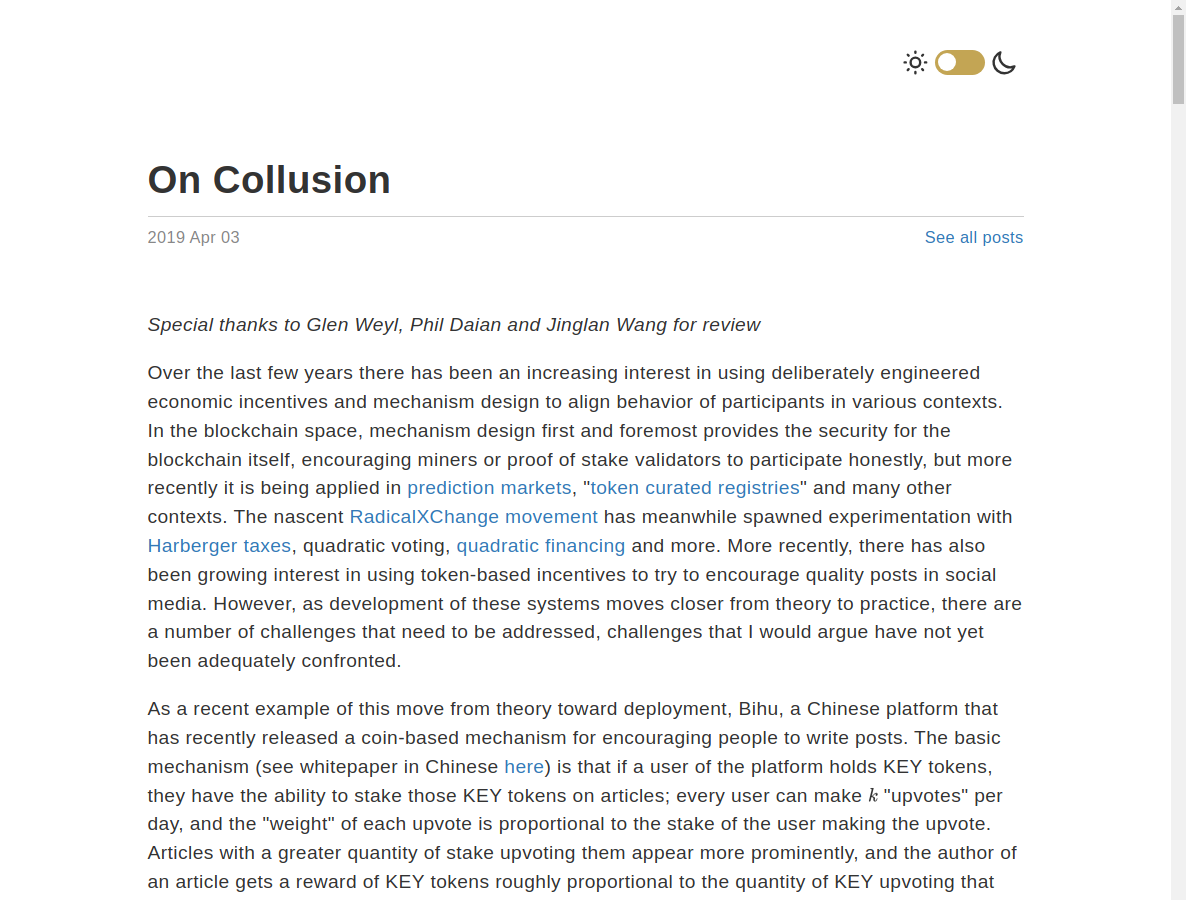 On Collusion
2019 Apr 03
See all posts
Special thanks to Glen Weyl, Phil Daian and Jinglan Wang for review
Over the last few years there has been an increasing interest in using deliberately engineered
economic incentives and mechanism design to align behavior of participants in various contexts.
In the blockchain space, mechanism design first and foremost provides the security for the
blockchain itself, encouraging miners or proof of stake validators to participate honestly, but more
recently it is being applied in prediction markets, "token curated registries" and many other
contexts. The nascent RadicalXChange movement has meanwhile spawned experimentation with
Harberger taxes, quadratic voting, quadratic financing and more. More recently, there has also
been growing interest in using token-based incentives to try to encourage quality posts in social
media. However, as development of these systems moves closer from theory to practice, there are
a number of challenges that need to be addressed, challenges that I would argue have not yet
been adequately confronted.
As a recent example of this move from theory toward deployment, Bihu, a Chinese platform that
has recently released a coin-based mechanism for encouraging people to write posts. The basic
mechanism (see whitepaper in Chinese here) is that if a user of the platform holds KEY tokens,
they have the ability to stake those KEY tokens on articles; every user can make k "upvotes" per
day, and the "weight" of each upvote is proportional to the stake of the user making the upvote.
Articles with a greater quantity of stake upvoting them appear more prominently, and the author of
an article gets a reward of KEY tokens roughly proportional to the quantity of KEY upvoting that